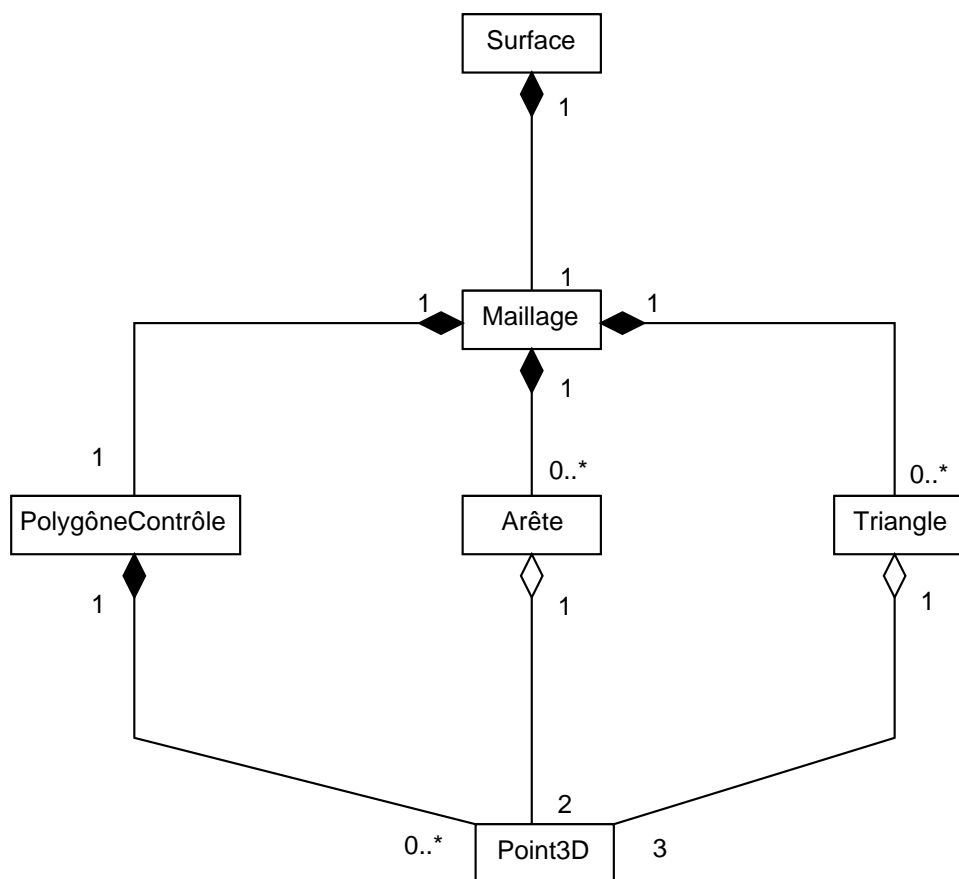 Surface
1
1
1
Maillage
1
1
1
0..*
0..*
PolygôneContrôle
Arête
Triangle
1
1
1
2
0..*
Point3D
3